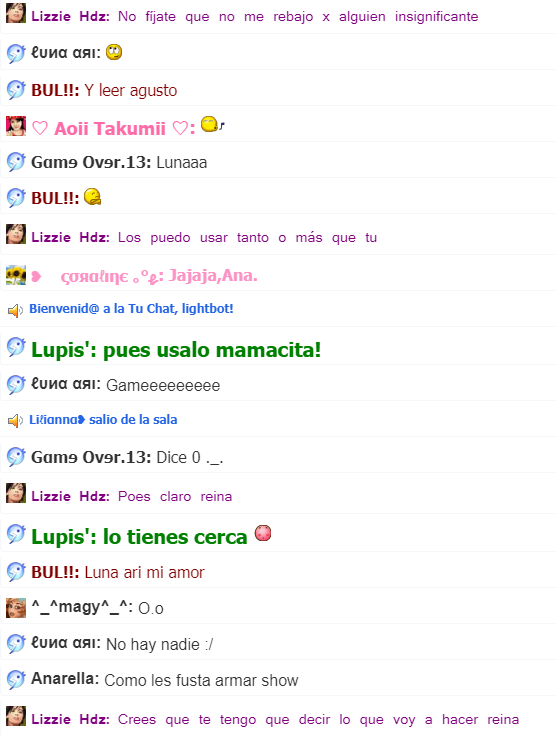 Lizzie Hdz: No fíjate que no me rebajo x alguien insignificante
ℓυиα αяι:
BUL!!: Y leer agusto
♡ Aoii Takumii ♡:
Gαmɘ Ovɘr.13: Lunaaa
BUL!!:
Lizzie Hdz: Los puedo usar tanto o más que tu
❥ ςσяαℓιηє ｡°ع: Jajaja,Ana.
Bienvenid@ a la Tu Chat, lightbot!
Lupis': pues usalo mamacita!
ℓυиα αяι: Gameeeeeeeee
Liℓiαnnα❥ salio de la sala
Gαmɘ Ovɘr.13: Dice 0 ._.
Lizzie Hdz: Poes claro reina
Lupis': lo tienes cerca
BUL!!: Luna ari mi amor
^_^magy^_^: O.o
ℓυиα αяι: No hay nadie :/
Anarella: Como les fusta armar show
Lizzie Hdz: Crees que te tengo que decir lo que voy a hacer reina